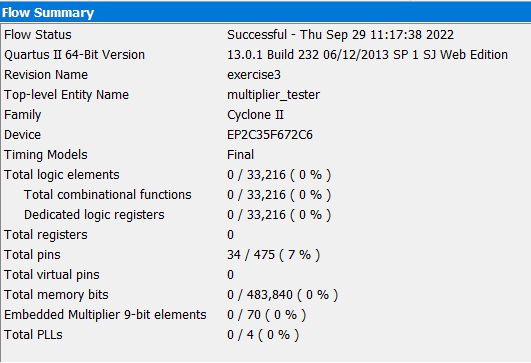 Flow Summary
Flow Status Successful - Thu Sep 29 11:17:38 2022
Quartus II 64-Bit Version 13.0.1 Build 232 06/12/2013 SP 1 SJ Web Edition
Revision Name exercise3
Top-level Entity Name multiplier_tester
Family Cyclone II
Device EP2C35F672C6
Timing Models Final
Total logic elements 0 / 33,216 ( 0 % )
Total combinational functions 0 / 33,216 ( 0 % )
Dedicated logic registers 0 / 33,216 ( 0 % )
Total registers 0
Total pins 34 / 475 ( 7 % )
Total virtual pins 0
Total memory bits 0 / 483,840 ( 0 % )
Embedded Multiplier 9-bit elements 0 / 70 ( 0 % )
Total PLLs 0 / 4 ( 0 % )